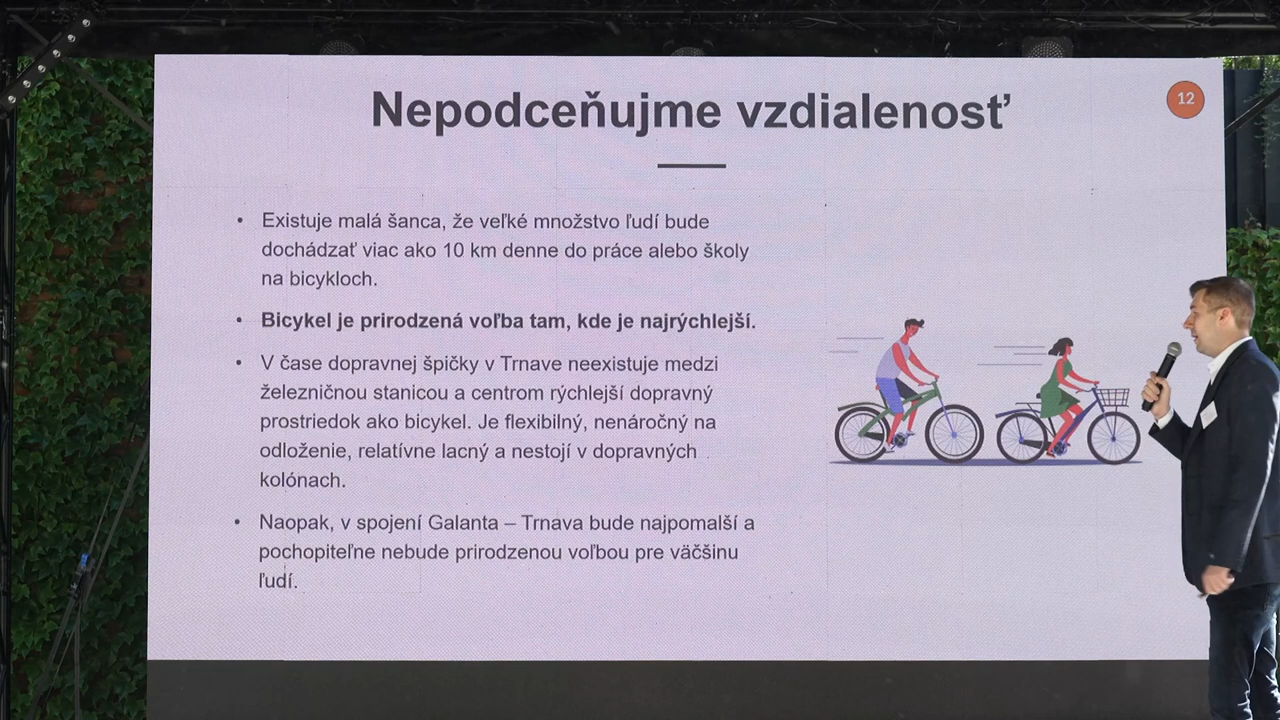 Nepodceňujme vzdialenosť
12
• Existuje malá šanca, že veľké množstvo ľudí bude
dochádzať viac ako 10 km denne do práce alebo školy
na bicykloch.
• Bicykel je prirodzená voľba tam, kde je najrýchlejší.
• V čase dopravnej špičky v Trnave neexistuje medzi
železničnou stanicou a centrom rýchlejší dopravný
prostriedok ako bicykel. Je flexibilný, nenáročný na
odloženie, relatívne lacný a nestojí v dopravných
kolónach.
• Naopak, v spojení Galanta – Trnava bude najpomalší a
pochopiteľne nebude prirodzenou voľbou pre väčšinu
ľudí.